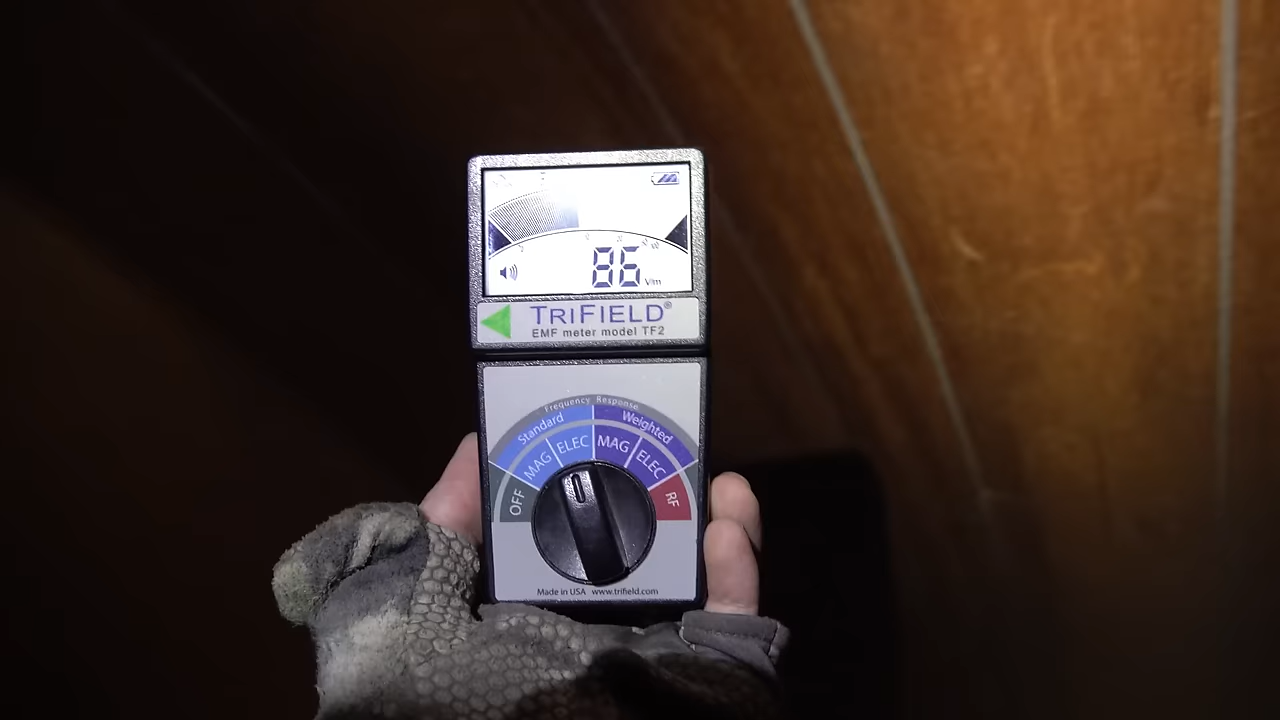 86 V/m
TRIFIELD®
EMF meter model TF2
Frequency Response
Standard Weighted
OFF MAG ELEC MAG ELEC RF
Made in USA www.trifield.com